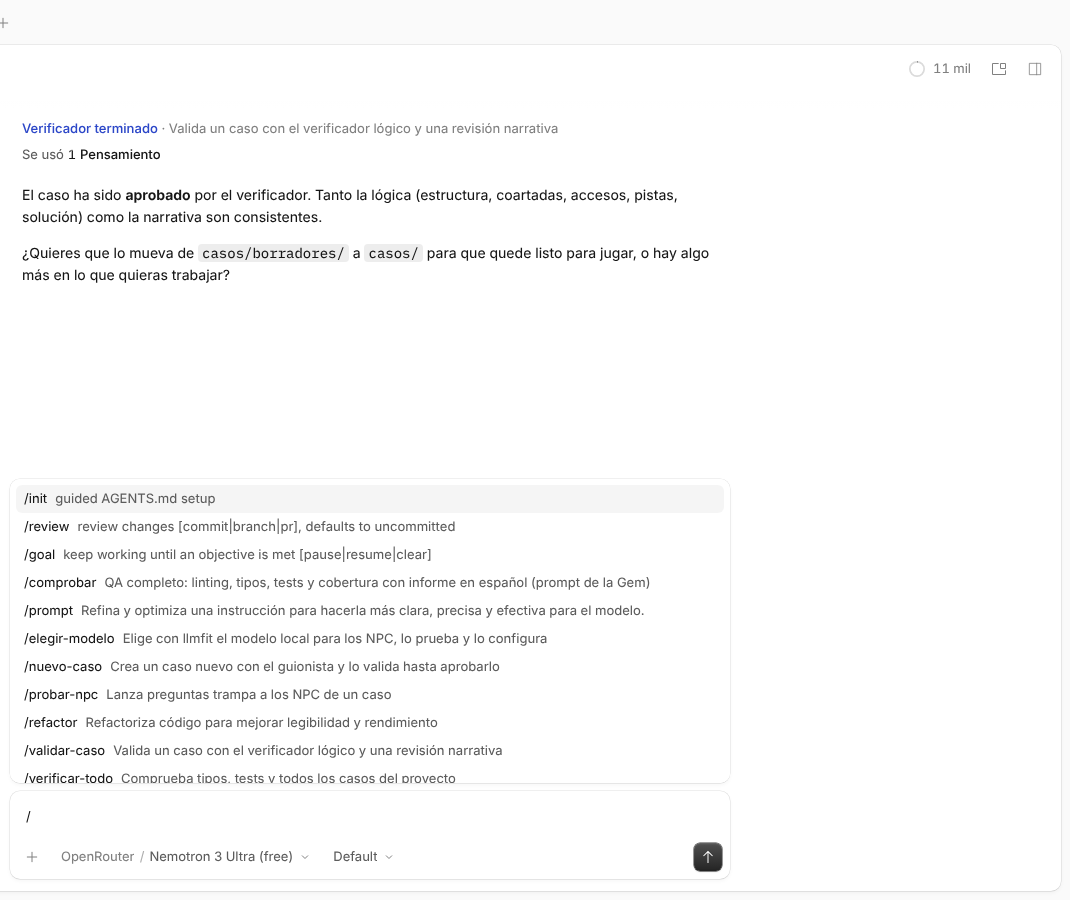 11 mil
Verificador terminado · Valida un caso con el verificador lógico y una revisión narrativa
Se usó 1 Pensamiento
El caso ha sido aprobado por el verificador. Tanto la lógica (estructura, coartadas, accesos, pistas,
solución) como la narrativa son consistentes.
¿Quieres que lo mueva de casos/borradores/ a casos/ para que quede listo para jugar, o hay algo
más en lo que quieras trabajar?
/init guided AGENTS.md setup
/review review changes [commit|branch|pr], defaults to uncommitted
/goal keep working until an objective is met [pause|resume|clear]
/comprobar QA completo: linting, tipos, tests y cobertura con informe en español (prompt de la Gem)
/prompt Refina y optimiza una instrucción para hacerla más clara, precisa y efectiva para el modelo.
/elegir-modelo Elige con llmfit el modelo local para los NPC, lo prueba y lo configura
/nuevo-caso Crea un caso nuevo con el guionista y lo valida hasta aprobarlo
/probar-npc Lanza preguntas trampa a los NPC de un caso
/refactor Refactoriza código para mejorar legibilidad y rendimiento
/validar-caso Valida un caso con el verificador lógico y una revisión narrativa
/verificar-todo Comprueba tipos, tests y todos los casos del proyecto
/
OpenRouter / Nemotron 3 Ultra (free) Default